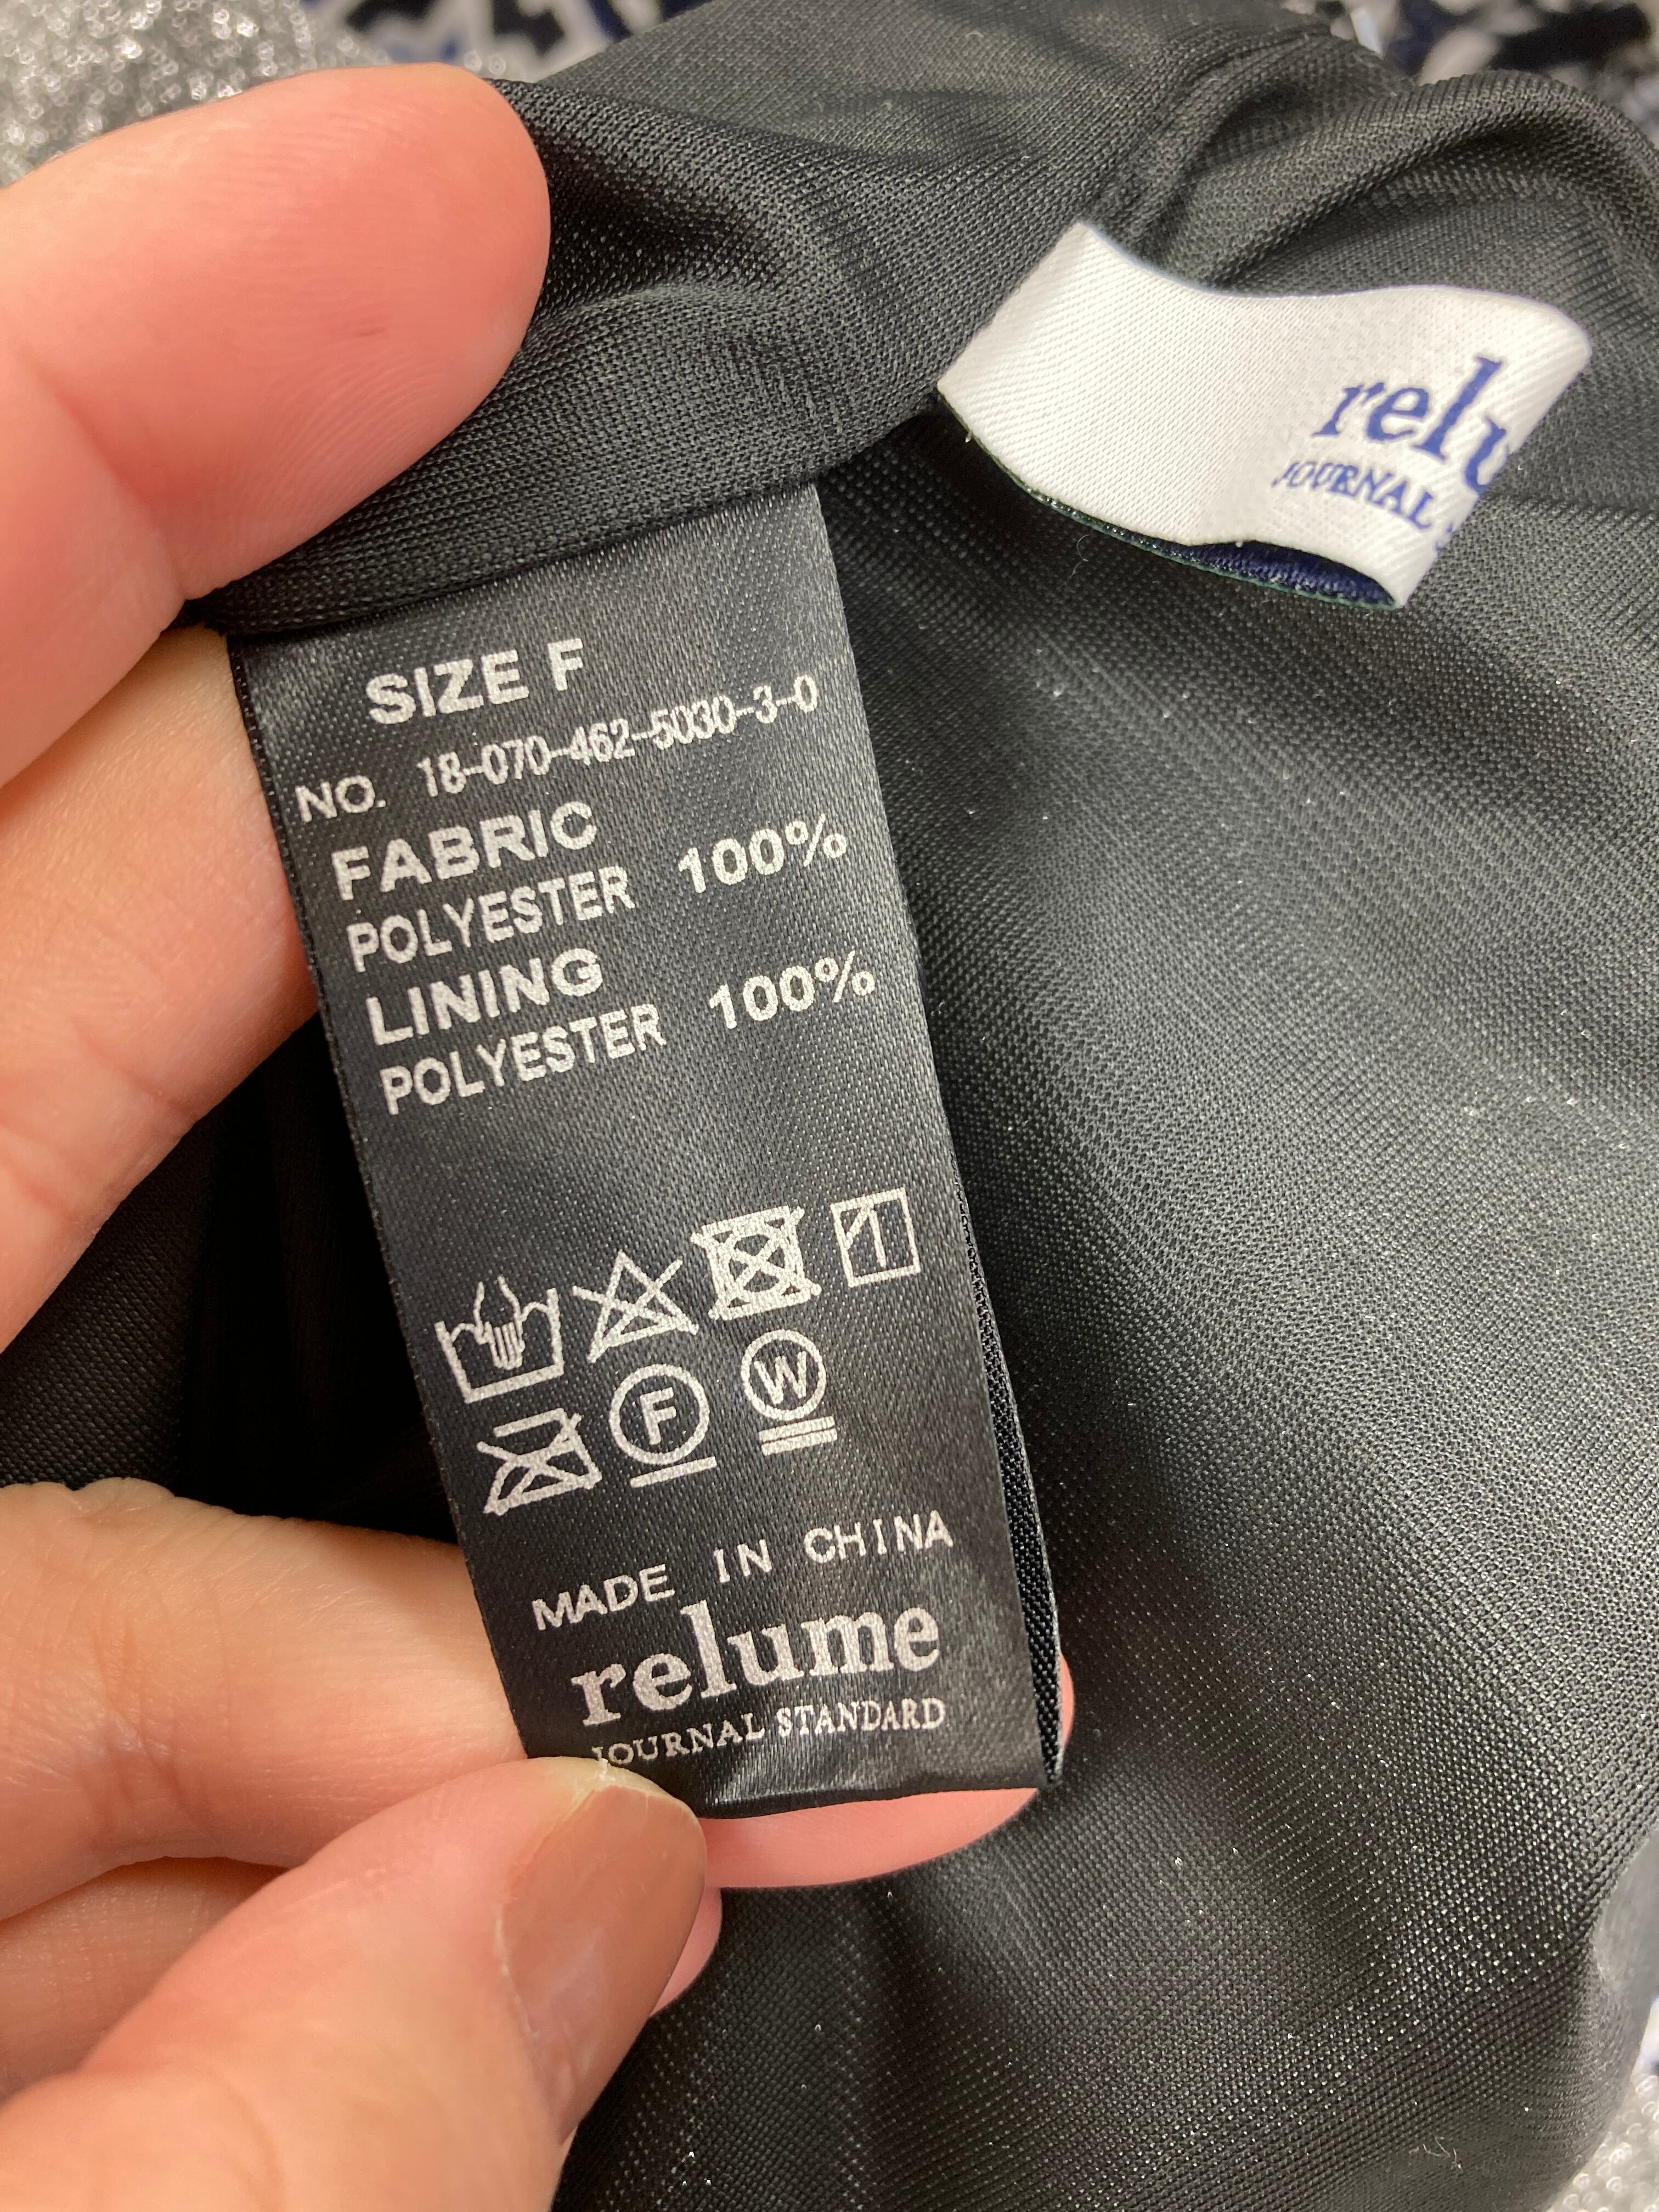 relu
JOURNAL
SIZE F
NO. 18-070-462-5030-3-0
FABRIC
POLYESTER 100%
LINING
POLYESTER 100%
F
W
MADE IN CHINA
relume
JOURNAL STANDARD